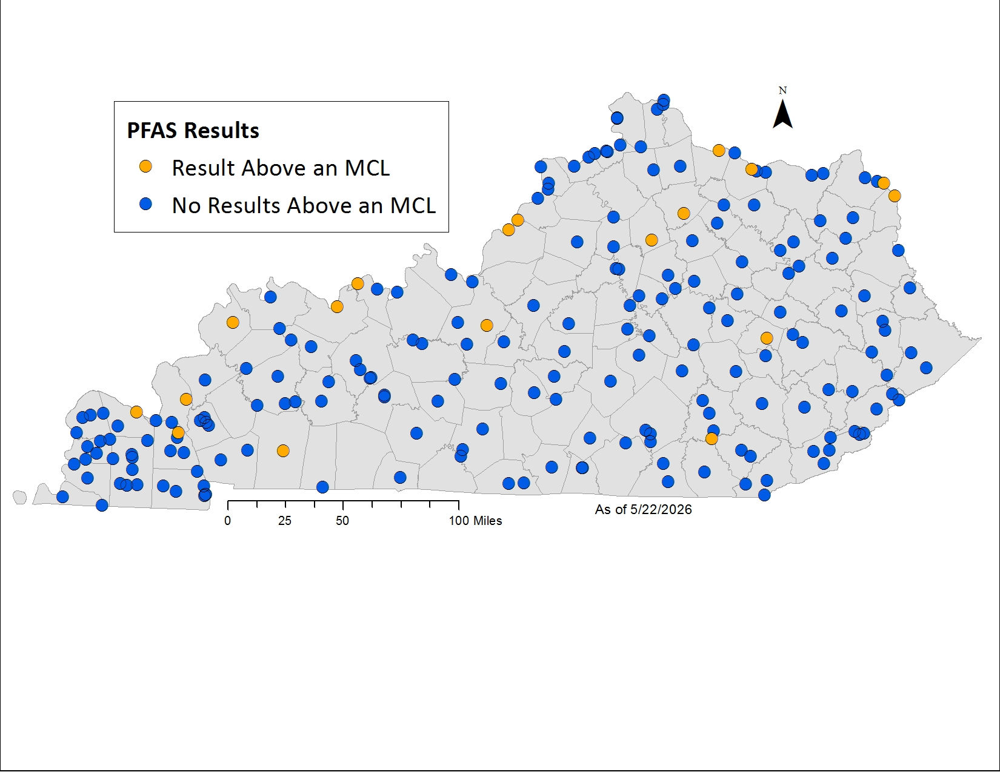 N
PFAS Results
Result Above an MCL
No Results Above an MCL
As of 5/22/2026
0 25 50 100 Miles